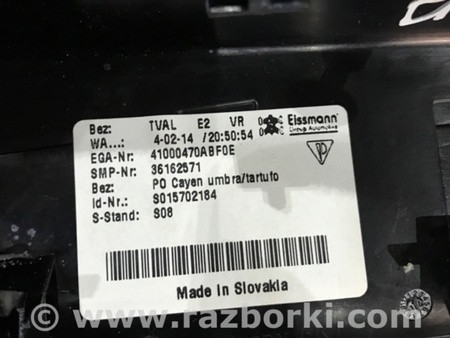 Bez: TVAL E2 VR
WA...: 4-02-14 /20:50:54
EGA-Nr: 41000470ABF0E
SMP-Nr: 36162571
Bez: PO Cayen umbra/tartufo
Id-Nr.: S015702184
S-Stand: S08
Eissmann
Group Automotive
Made in Slovakia
© www.razborki.com